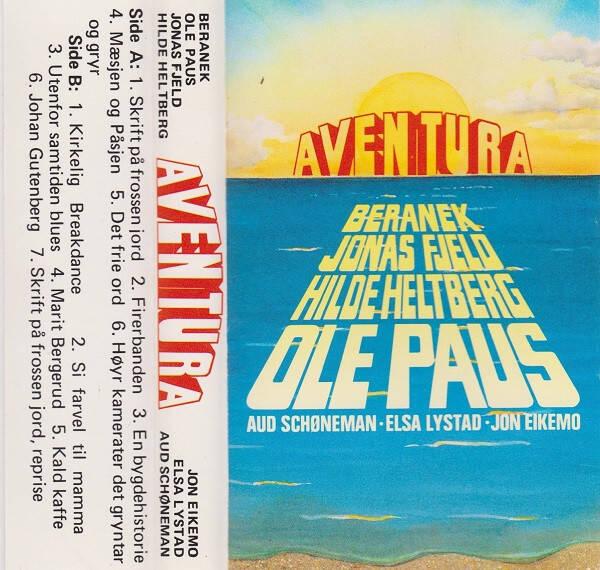 BERANEK
OLE PAUS
JONAS FJELD
HILDE HELTBERG
AVENTURA
JON EIKEMO
ELSA LYSTAD
AUD SCHØNEMAN
Side A: 1. Skrift på frossen jord 2. Firerbanden 3. En bygdehistorie
4. Mæsjen og Påsjen 5. Det frie ord 6. Høyr kamerater det gryntar
og gryr
Side B: 1. Kirkelig Breakdance 2. Si farvel til mamma
3. Utenfor samtiden blues 4. Marit Bergerud 5. Kald kaffe
6. Johan Gutenberg 7. Skrift på frossen jord, reprise
AVENTURA
BERANEK
JONAS FJELD
HILDE HELTBERG
OLE PAUS
AUD SCHØNEMAN · ELSA LYSTAD · JON EIKEMO